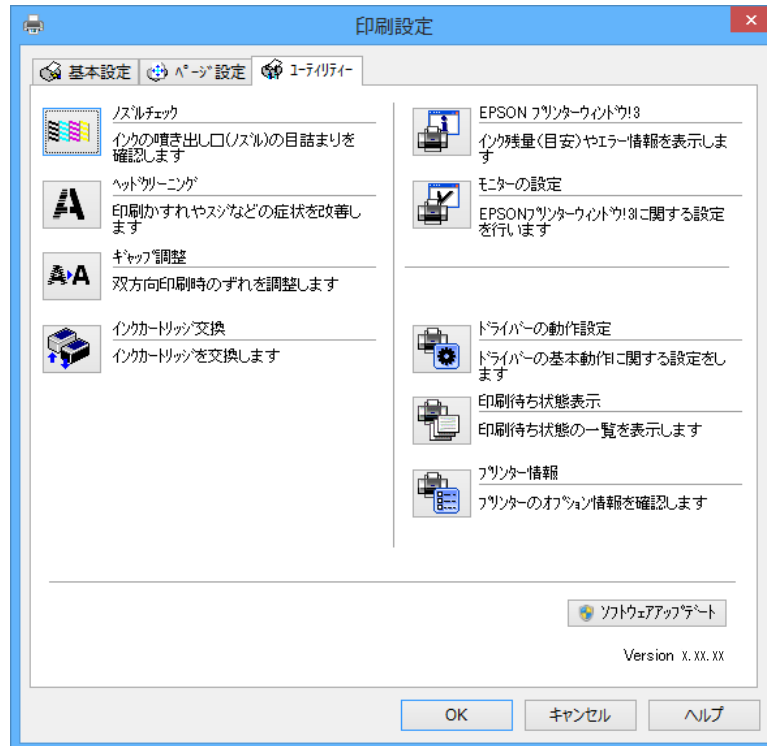 印刷設定
基本設定
ﾍﾟｰｼﾞ設定
ﾕｰﾃｨﾘﾃｨｰ
ﾉｽﾞﾙﾁｪｯｸ
ｲﾝｸの噴き出し口(ﾉｽﾞﾙ)の目詰まりを
確認します
ﾍｯﾄﾞｸﾘｰﾆﾝｸﾞ
印刷かすれやｽｼﾞなどの症状を改善し
ます
ｷﾞｬｯﾌﾟ調整
双方向印刷時のずれを調整します
ｲﾝｸｶｰﾄﾘｯｼﾞ交換
ｲﾝｸｶｰﾄﾘｯｼﾞを交換します
EPSON ﾌﾟﾘﾝﾀｰｳｨﾝﾄﾞｳ!3
ｲﾝｸ残量(目安)やｴﾗｰ情報を表示しま
す
ﾓﾆﾀｰの設定
EPSONﾌﾟﾘﾝﾀｰｳｨﾝﾄﾞｳ!3に関する設定
を行います
ﾄﾞﾗｲﾊﾞｰの動作設定
ﾄﾞﾗｲﾊﾞｰの基本動作に関する設定をし
ます
印刷待ち状態表示
印刷待ち状態の一覧を表示します
ﾌﾟﾘﾝﾀｰ情報
ﾌﾟﾘﾝﾀｰのｵﾌﾟｼｮﾝ情報を確認します
ｿﾌﾄｳｪｱｱｯﾌﾟﾃﾞｰﾄ
Version X.XX.XX
OK
キャンセル
ヘルプ